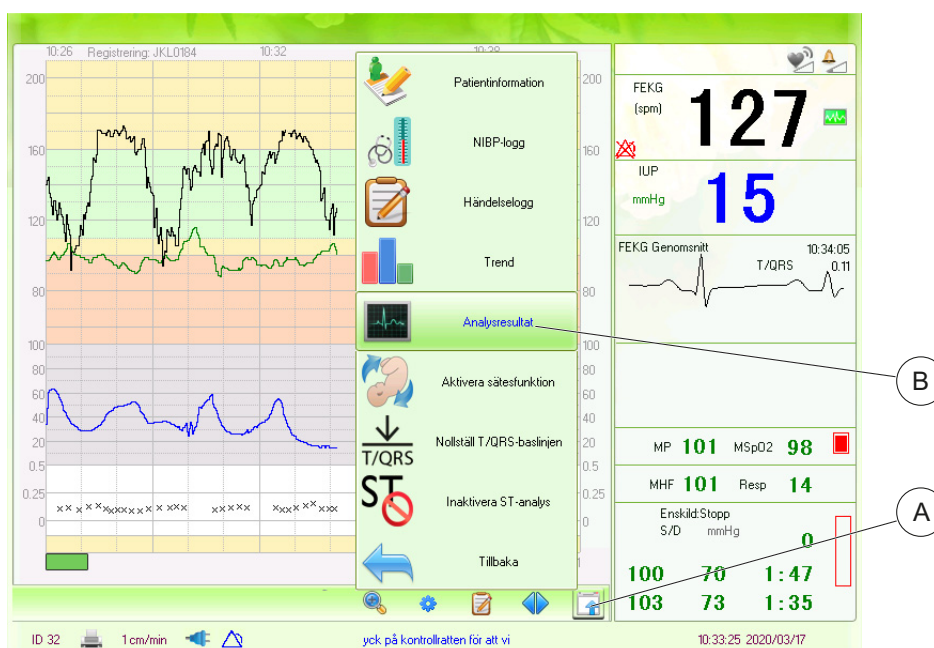 10:26 Registrering: JKL0184 10:32 10:38
200
160
120
80
100
80
60
40
20
0.5
0.25
0
Patientinformation
NIBP-logg
Händelselogg
Trend
Analysresultat
Aktivera sätesfunktion
T/QRS
Nollställ T/QRS-baslinjen
ST
Inaktivera ST-analys
Tillbaka
200
160
120
80
100
80
60
40
20
0.5
0.25
0
1
FEKG
(spm)
127
IUP
mmHg
15
FEKG Genomsnitt 10:34:05
T/QRS 0.11
B
MP 101 MSpO2 98
MHF 101 Resp 14
A
Enskild:Stopp
S/D mmHg
0
100 70 1:47
103 73 1:35
ID 32 1 cm/min yck på kontrollratten för att vi 10:33:25 2020/03/17